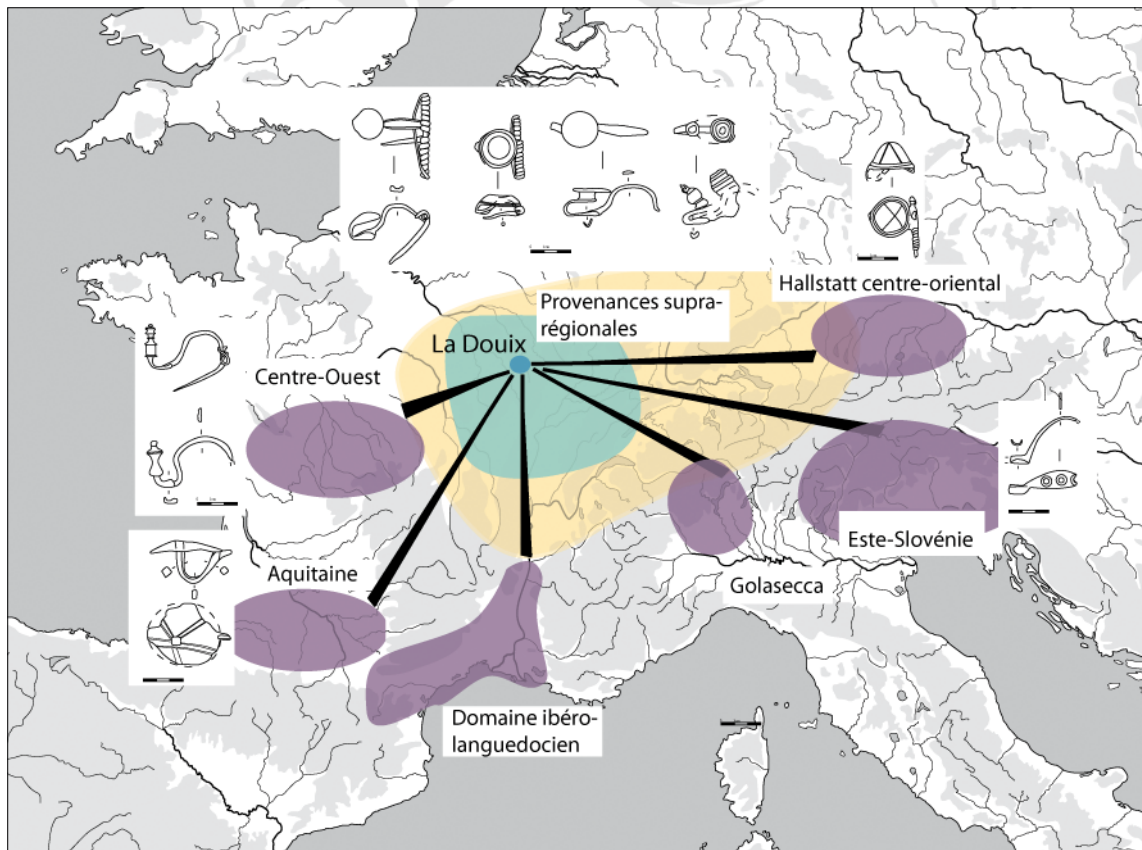 Hallstatt centre-oriental
Provenances supra-
régionales
La Douix
Centre-Ouest
Este-Slovénie
Aquitaine
Golasecca
Domaine ibéro-
languedocien